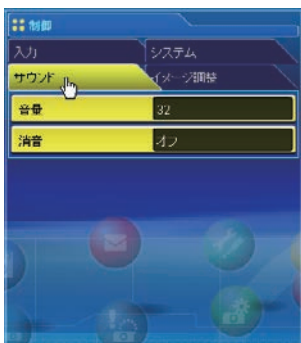 制御
入力 システム
サウンド イメージ調整
音量 32
消音 オフ